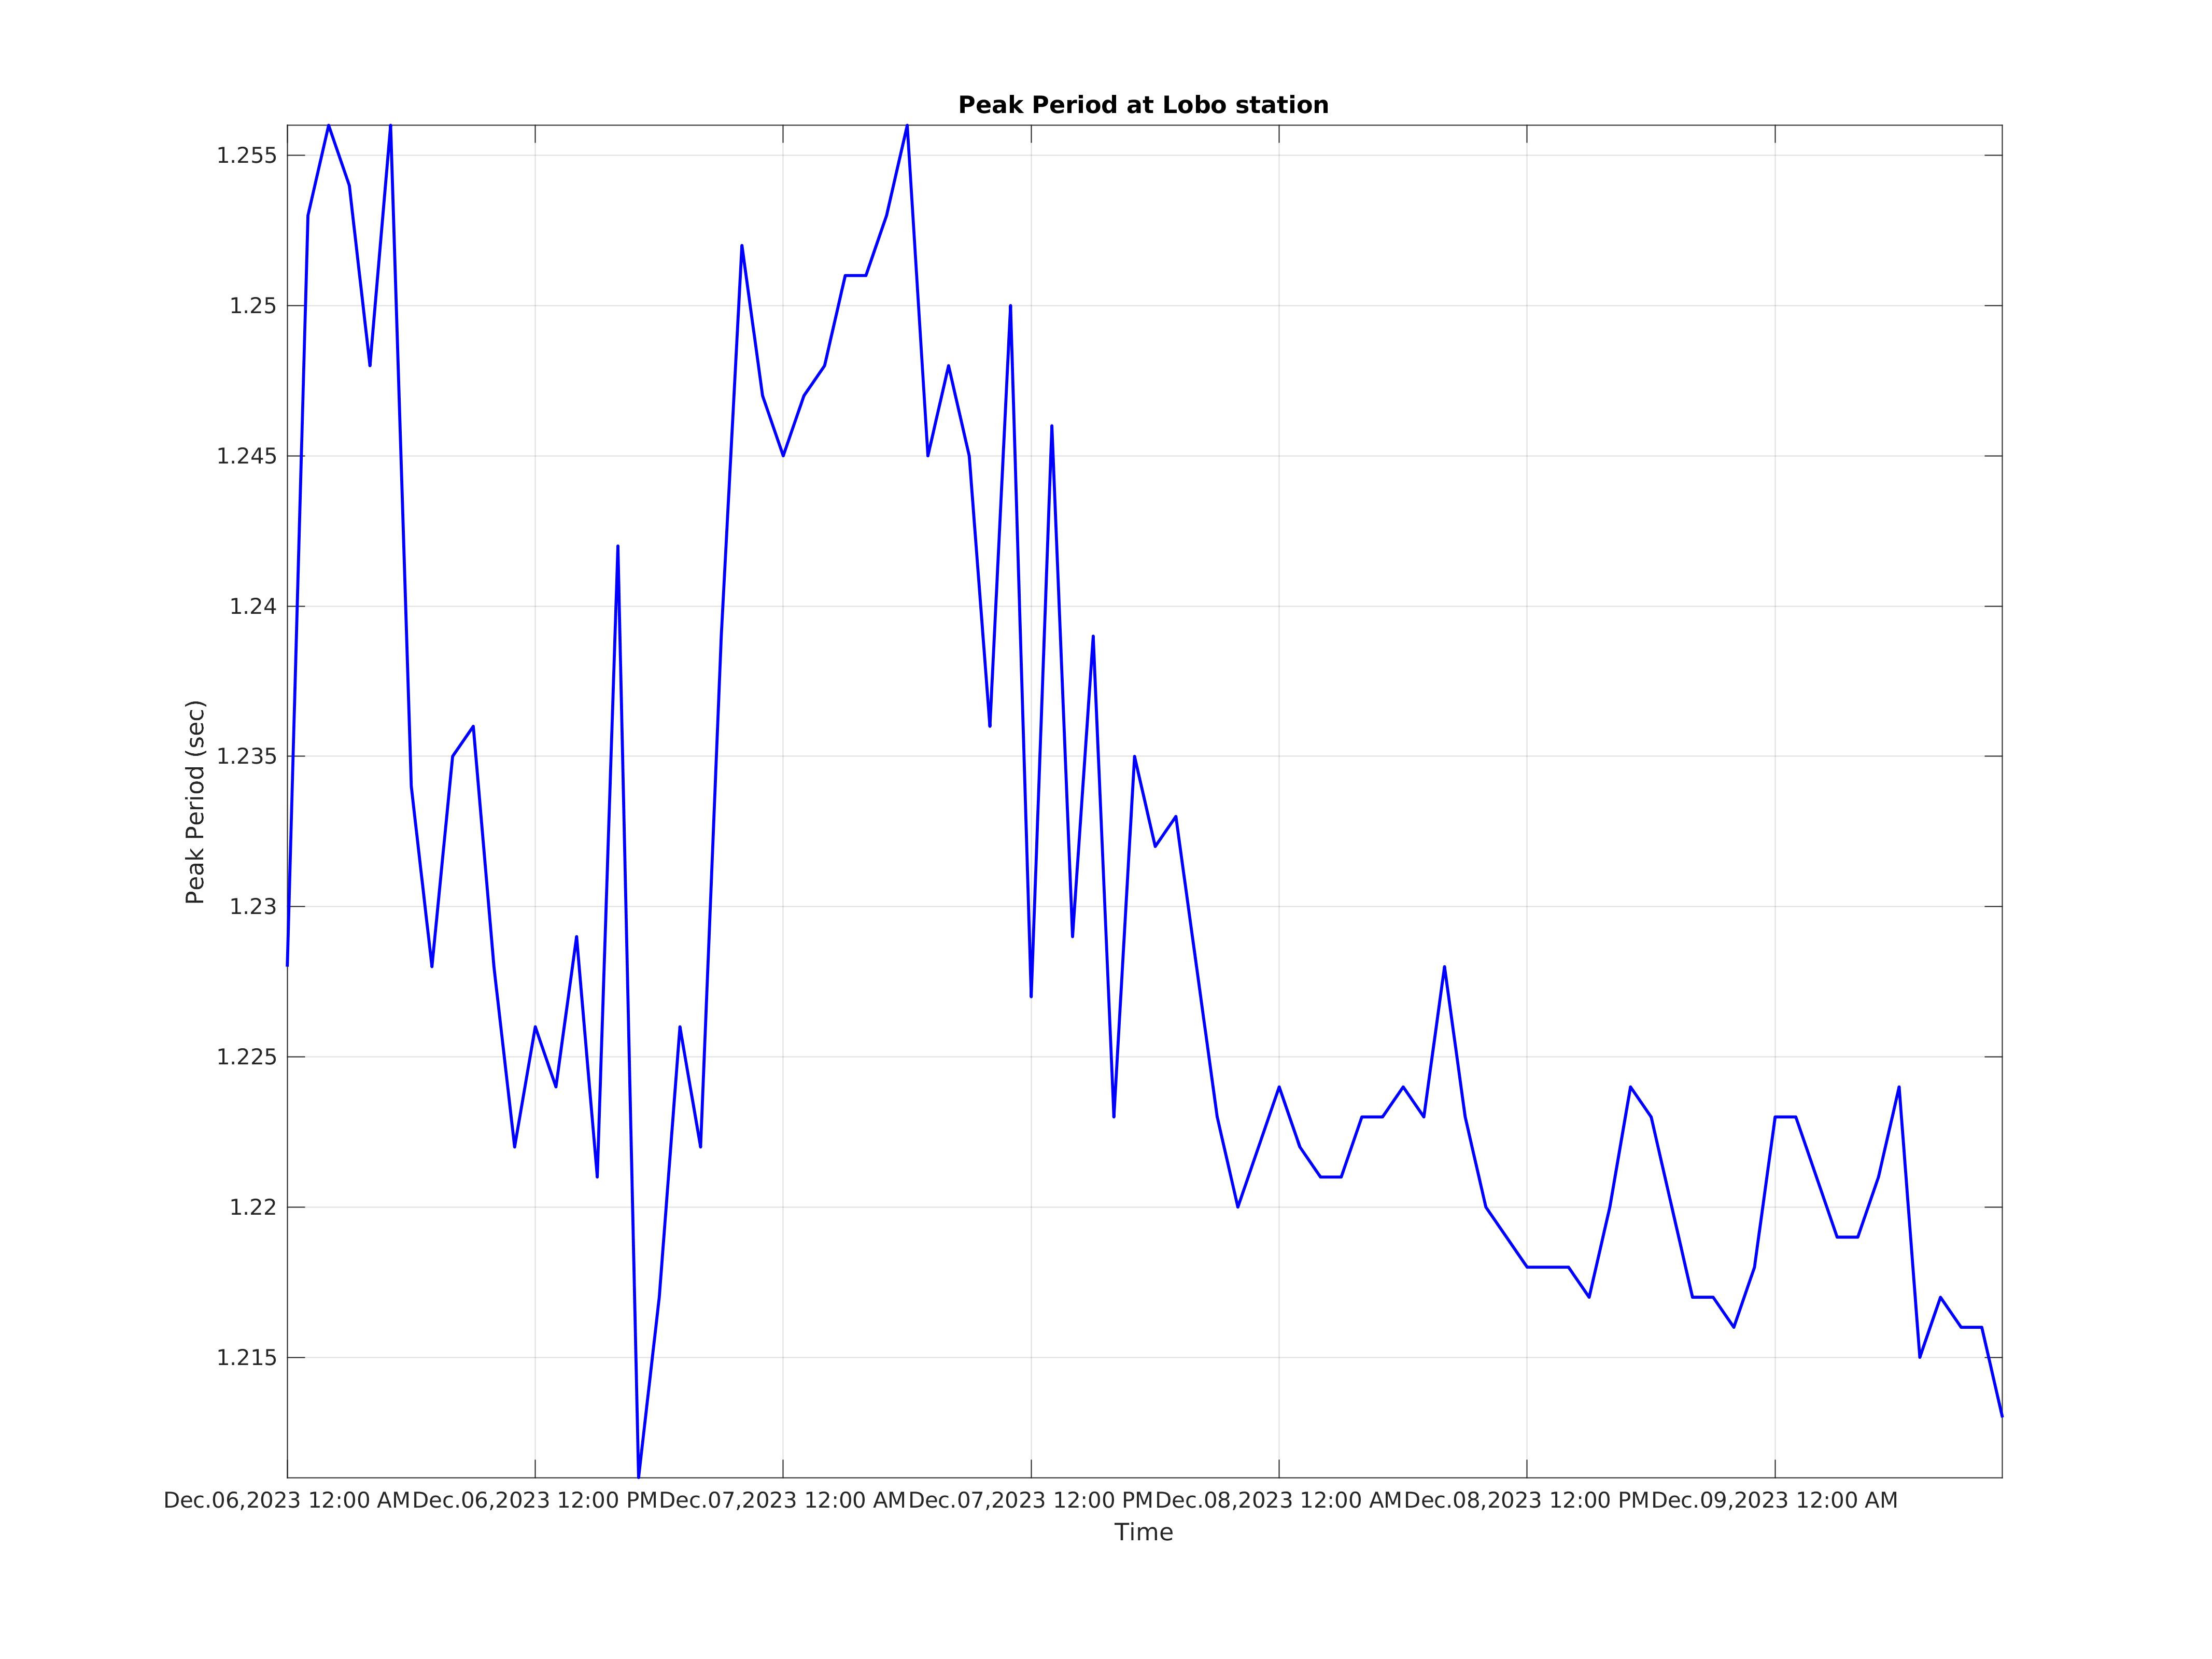 Peak Period at Lobo station
1.255
1.25
1.245
1.24
1.235
1.23
1.225
1.22
1.215
Peak Period (sec)
Dec.06,2023 12:00 AM Dec.06,2023 12:00 PM Dec.07,2023 12:00 AM Dec.07,2023 12:00 PM Dec.08,2023 12:00 AM Dec.08,2023 12:00 PM Dec.09,2023 12:00 AM
Time